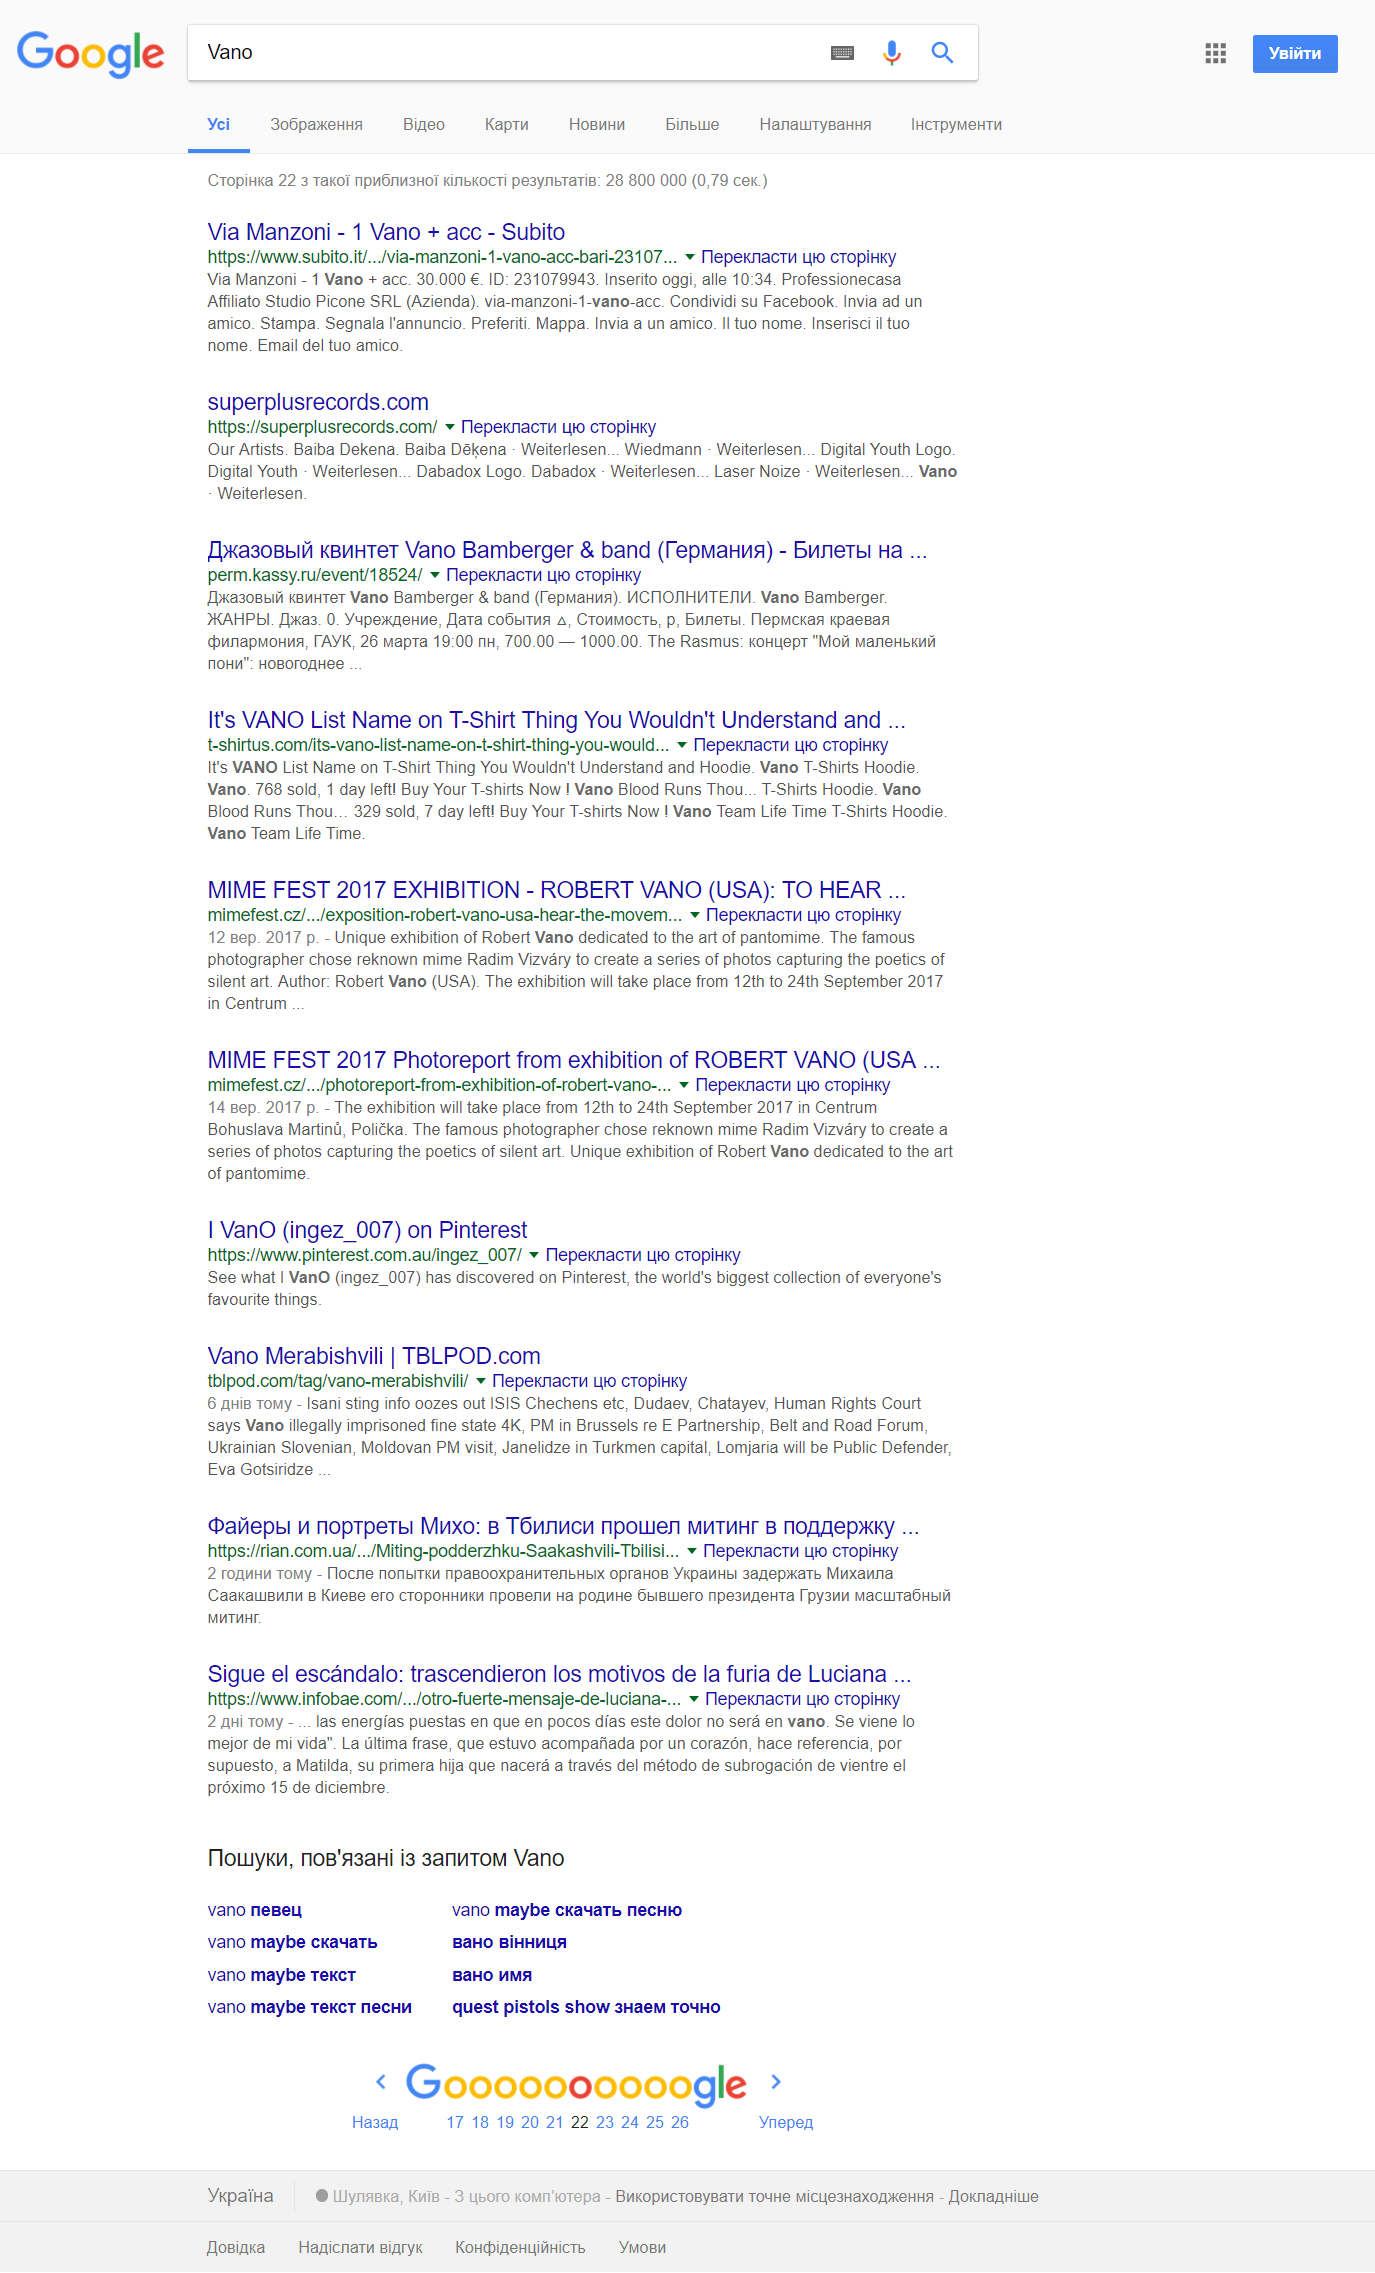 Google
Vano
Увійти
Усі Зображення Відео Карти Новини Більше Налаштування Інструменти
Сторінка 22 з такої приблизної кількості результатів: 28 800 000 (0,79 сек.)
Via Manzoni - 1 Vano + acc - Subito
https://www.subito.it/.../via-manzoni-1-vano-acc-bari-23107... Перекласти цю сторінку
Via Manzoni - 1 Vano + acc. 30.000 €. ID: 231079943. Inserito oggi, alle 10:34. Professionecasa
Affiliato Studio Picone SRL (Azienda). via-manzoni-1-vano-acc. Condividi su Facebook. Invia ad un
amico. Stampa. Segnala l'annuncio. Preferiti. Mappa. Invia a un amico. Il tuo nome. Inserisci il tuo
nome. Email del tuo amico.
superplusrecords.com
https://superplusrecords.com/ Перекласти цю сторінку
Our Artists. Baiba Dekena. Baiba Dēķena · Weiterlesen... Wiedmann · Weiterlesen... Digital Youth Logo.
Digital Youth · Weiterlesen... Dabadox Logo. Dabadox · Weiterlesen... Laser Noize · Weiterlesen... Vano
· Weiterlesen.
Джазовый квинтет Vano Bamberger & band (Германия) - Билеты на ...
perm.kassy.ru/event/18524/ Перекласти цю сторінку
Джазовый квинтет Vano Bamberger & band (Германия). ИСПОЛНИТЕЛИ. Vano Bamberger.
ЖАНРЫ. Джаз. 0. Учреждение, Дата события ▵, Стоимость, р, Билеты. Пермская краевая
филармония, ГАУК, 26 марта 19:00 пн, 700.00 — 1000.00. The Rasmus: концерт "Мой маленький
пони": новогоднее ...
It's VANO List Name on T-Shirt Thing You Wouldn't Understand and ...
t-shirtus.com/its-vano-list-name-on-t-shirt-thing-you-would... Перекласти цю сторінку
It's VANO List Name on T-Shirt Thing You Wouldn't Understand and Hoodie. Vano T-Shirts Hoodie.
Vano. 768 sold, 1 day left! Buy Your T-shirts Now ! Vano Blood Runs Thou... T-Shirts Hoodie. Vano
Blood Runs Thou… 329 sold, 7 day left! Buy Your T-shirts Now ! Vano Team Life Time T-Shirts Hoodie.
Vano Team Life Time.
MIME FEST 2017 EXHIBITION - ROBERT VANO (USA): TO HEAR ...
mimefest.cz/.../exposition-robert-vano-usa-hear-the-movem... Перекласти цю сторінку
12 вер. 2017 р. - Unique exhibition of Robert Vano dedicated to the art of pantomime. The famous
photographer chose reknown mime Radim Vizváry to create a series of photos capturing the poetics of
silent art. Author: Robert Vano (USA). The exhibition will take place from 12th to 24th September 2017
in Centrum ...
MIME FEST 2017 Photoreport from exhibition of ROBERT VANO (USA ...
mimefest.cz/.../photoreport-from-exhibition-of-robert-vano-... Перекласти цю сторінку
14 вер. 2017 р. - The exhibition will take place from 12th to 24th September 2017 in Centrum
Bohuslava Martinů, Polička. The famous photographer chose reknown mime Radim Vizváry to create a
series of photos capturing the poetics of silent art. Unique exhibition of Robert Vano dedicated to the art
of pantomime.
I VanO (ingez_007) on Pinterest
https://www.pinterest.com.au/ingez_007/ Перекласти цю сторінку
See what I VanO (ingez_007) has discovered on Pinterest, the world's biggest collection of everyone's
favourite things.
Vano Merabishvili | TBLPOD.com
tblpod.com/tag/vano-merabishvili/ Перекласти цю сторінку
6 днів тому - Isani sting info oozes out ISIS Chechens etc, Dudaev, Chatayev, Human Rights Court
says Vano illegally imprisoned fine state 4K, PM in Brussels re E Partnership, Belt and Road Forum,
Ukrainian Slovenian, Moldovan PM visit, Janelidze in Turkmen capital, Lomjaria will be Public Defender,
Eva Gotsiridze ...
Файеры и портреты Михо: в Тбилиси прошел митинг в поддержку ...
https://rian.com.ua/.../Miting-podderzhku-Saakashvili-Tbilisi... Перекласти цю сторінку
2 години тому - После попытки правоохранительных органов Украины задержать Михаила
Саакашвили в Киеве его сторонники провели на родине бывшего президента Грузии масштабный
митинг.
Sigue el escándalo: trascendieron los motivos de la furia de Luciana ...
https://www.infobae.com/.../otro-fuerte-mensaje-de-luciana-... Перекласти цю сторінку
2 дні тому - ... las energías puestas en que en pocos días este dolor no será en vano. Se viene lo
mejor de mi vida". La última frase, que estuvo acompañada por un corazón, hace referencia, por
supuesto, a Matilda, su primera hija que nacerá a través del método de subrogación de vientre el
próximo 15 de diciembre.
Пошуки, пов'язані із запитом Vano
vano певец vano maybe скачать песню
vano maybe скачать вано вінниця
vano maybe текст вано имя
vano maybe текст песни quest pistols show знаем точно
Goooooooooogle
Назад 17 18 19 20 21 22 23 24 25 26 Уперед
Україна Шулявка, Київ - З цього комп'ютера - Використовувати точне місцезнаходження - Докладніше
Довідка Надіслати відгук Конфіденційність Умови